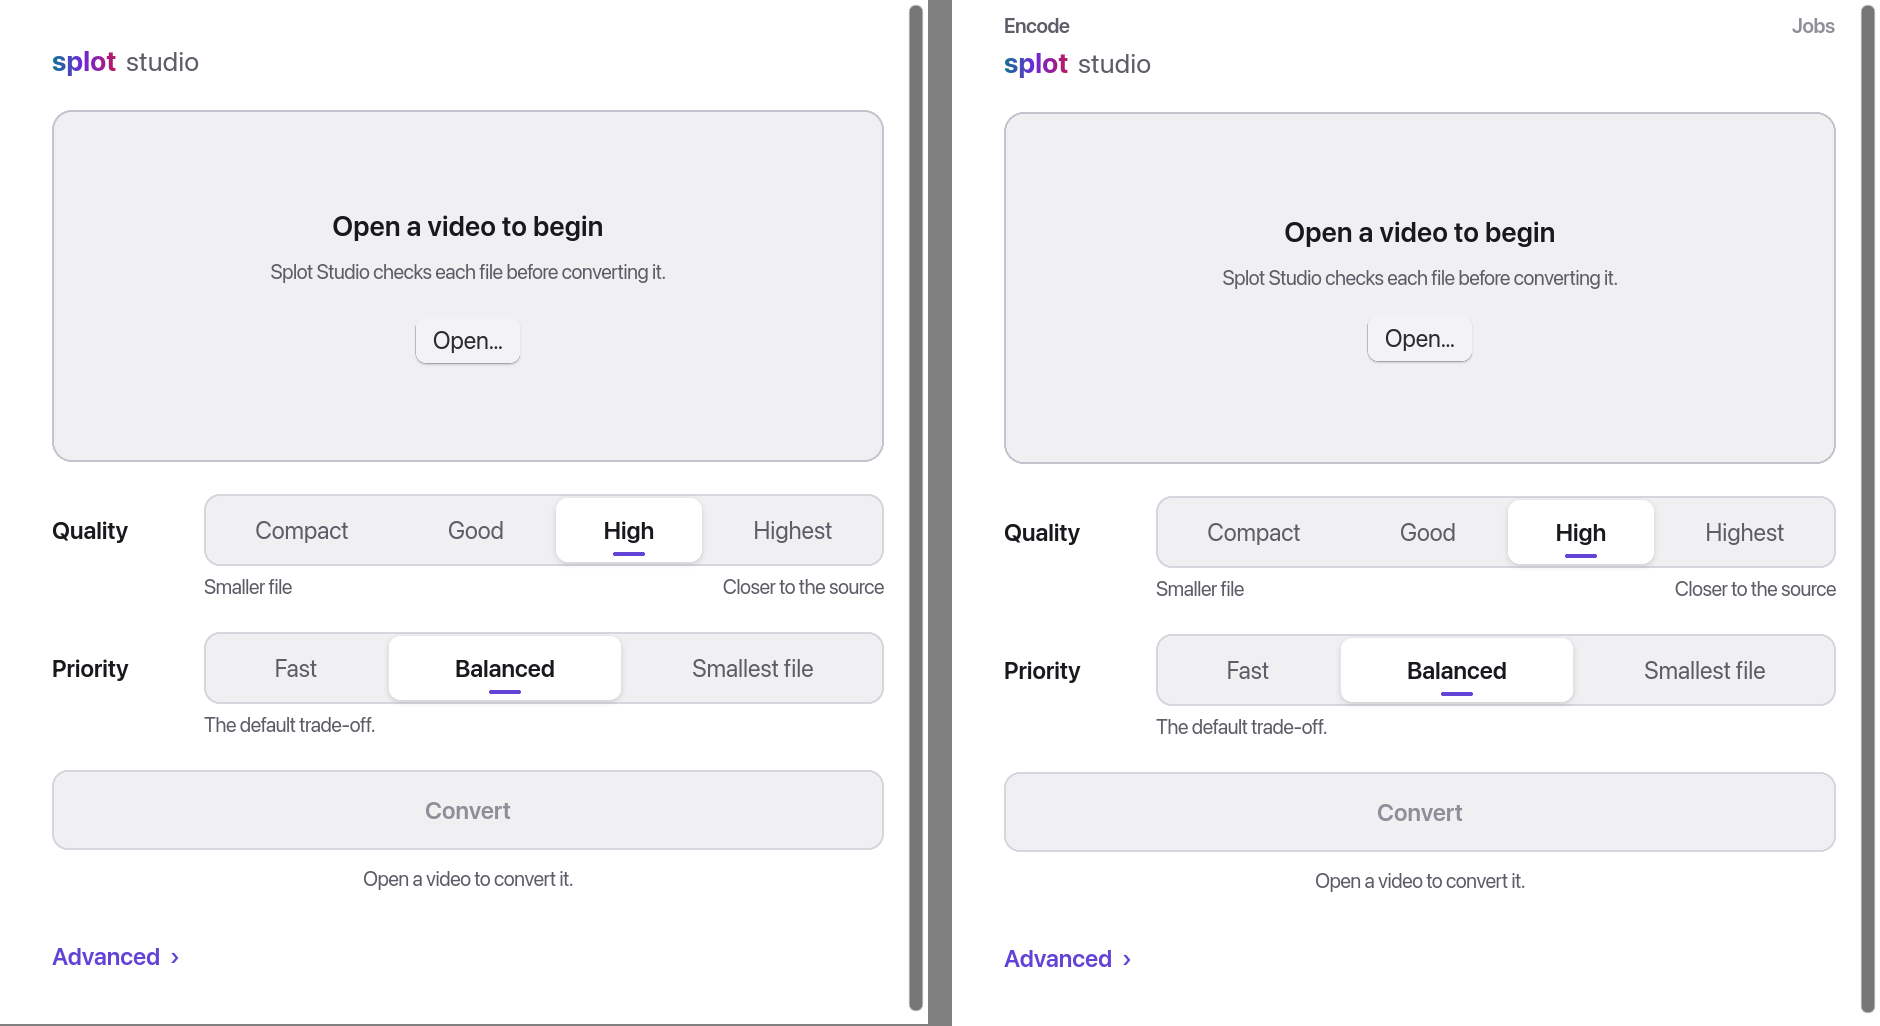 splot studio
Open a video to begin
Splot Studio checks each file before converting it.
Open...
Quality
Compact Good High Highest
Smaller file Closer to the source
Priority
Fast Balanced Smallest file
The default trade-off.
Convert
Open a video to convert it.
Advanced ›
Encode Jobs
splot studio
Open a video to begin
Splot Studio checks each file before converting it.
Open...
Quality
Compact Good High Highest
Smaller file Closer to the source
Priority
Fast Balanced Smallest file
The default trade-off.
Convert
Open a video to convert it.
Advanced ›